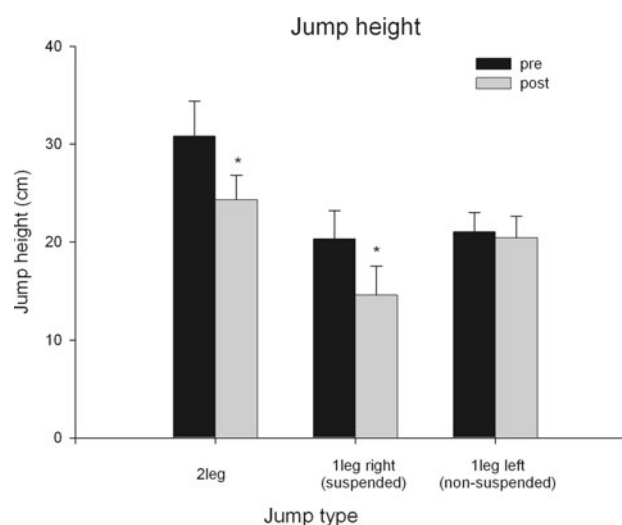 Jump height
pre
post
40
30
20
10
0
Jump height (cm)
*
*
2leg
1leg right
(suspended)
1leg left
(non-suspended)
Jump type